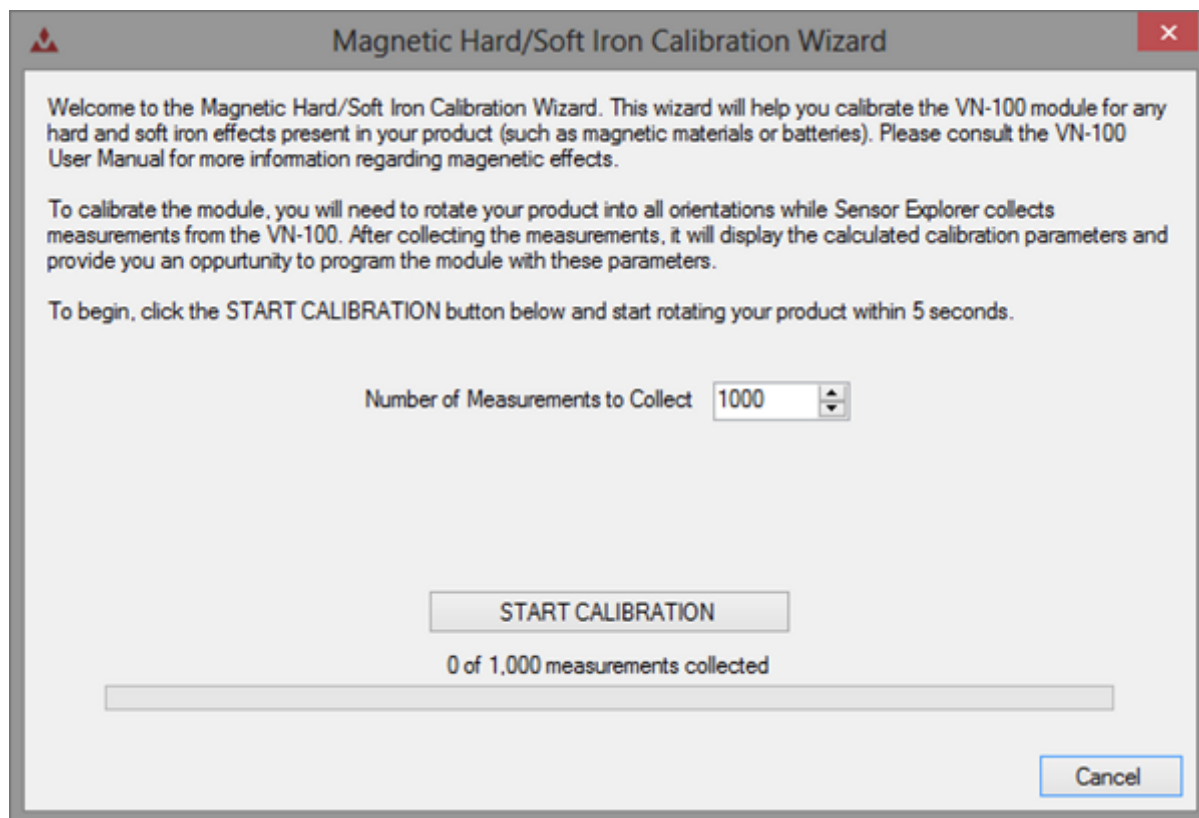 Magnetic Hard/Soft Iron Calibration Wizard
Welcome to the Magnetic Hard/Soft Iron Calibration Wizard. This wizard will help you calibrate the VN-100 module for any
hard and soft iron effects present in your product (such as magnetic materials or batteries). Please consult the VN-100
User Manual for more information regarding magenetic effects.
To calibrate the module, you will need to rotate your product into all orientations while Sensor Explorer collects
measurements from the VN-100. After collecting the measurements, it will display the calculated calibration parameters and
provide you an oppurtunity to program the module with these parameters.
To begin, click the START CALIBRATION button below and start rotating your product within 5 seconds.
Number of Measurements to Collect 1000
START CALIBRATION
0 of 1,000 measurements collected
Cancel